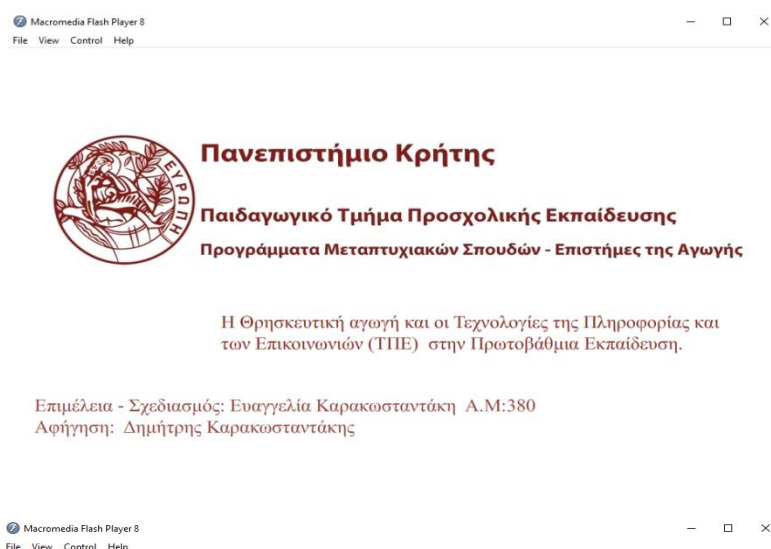 Macromedia Flash Player 8
File View Control Help
Πανεπιστήμιο Κρήτης
ΕΥΡΩΠΗ
Παιδαγωγικό Τμήμα Προσχολικής Εκπαίδευσης
Προγράμματα Μεταπτυχιακών Σπουδών - Επιστήμες της Αγωγής
Η Θρησκευτική αγωγή και οι Τεχνολογίες της Πληροφορίας και
των Επικοινωνιών (ΤΠΕ) στην Πρωτοβάθμια Εκπαίδευση.
Επιμέλεια - Σχεδιασμός: Ευαγγελία Καρακωσταντάκη Α.Μ:380
Αφήγηση: Δημήτρης Καρακωσταντάκης
Macromedia Flash Player 8
File View Control Help